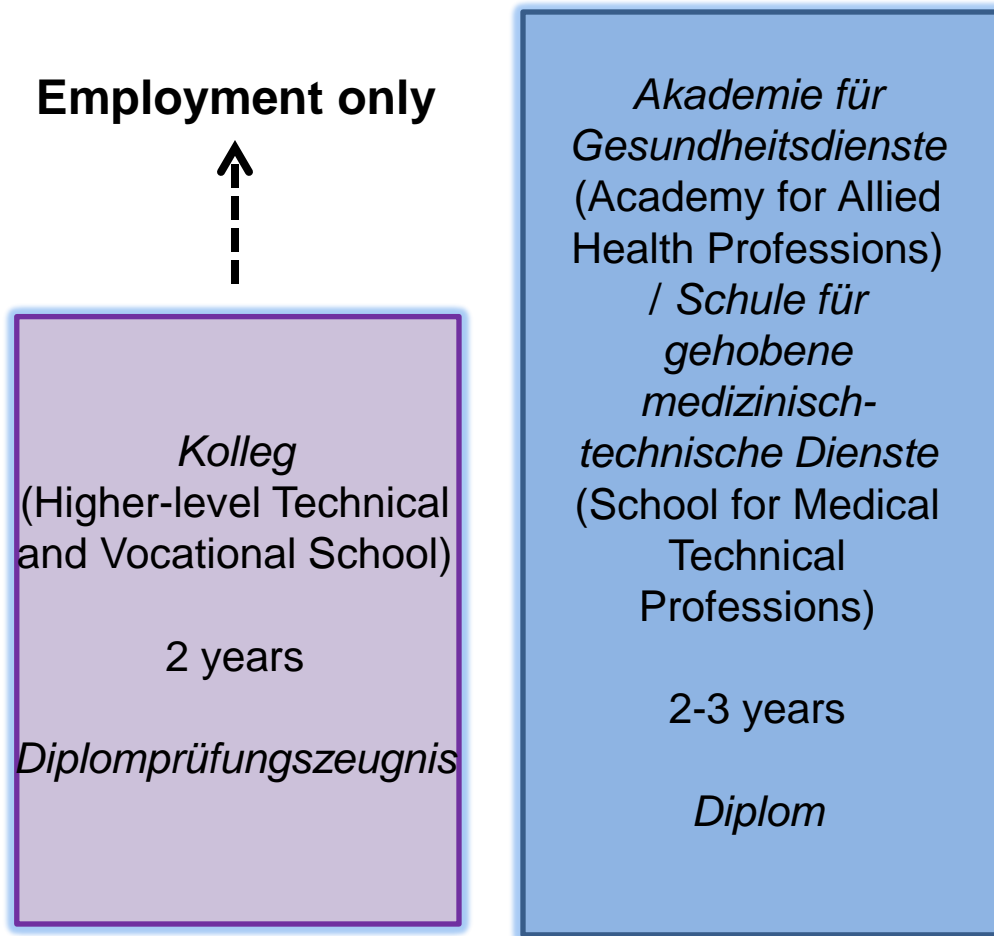 Employment only
Kolleg
(Higher-level Technical
and Vocational School)
2 years
Diplomprüfungszeugnis
Akademie für
Gesundheitsdienste
(Academy for Allied
Health Professions)
/ Schule für
gehobene
medizinisch-
technische Dienste
(School for Medical
Technical
Professions)
2-3 years
Diplom